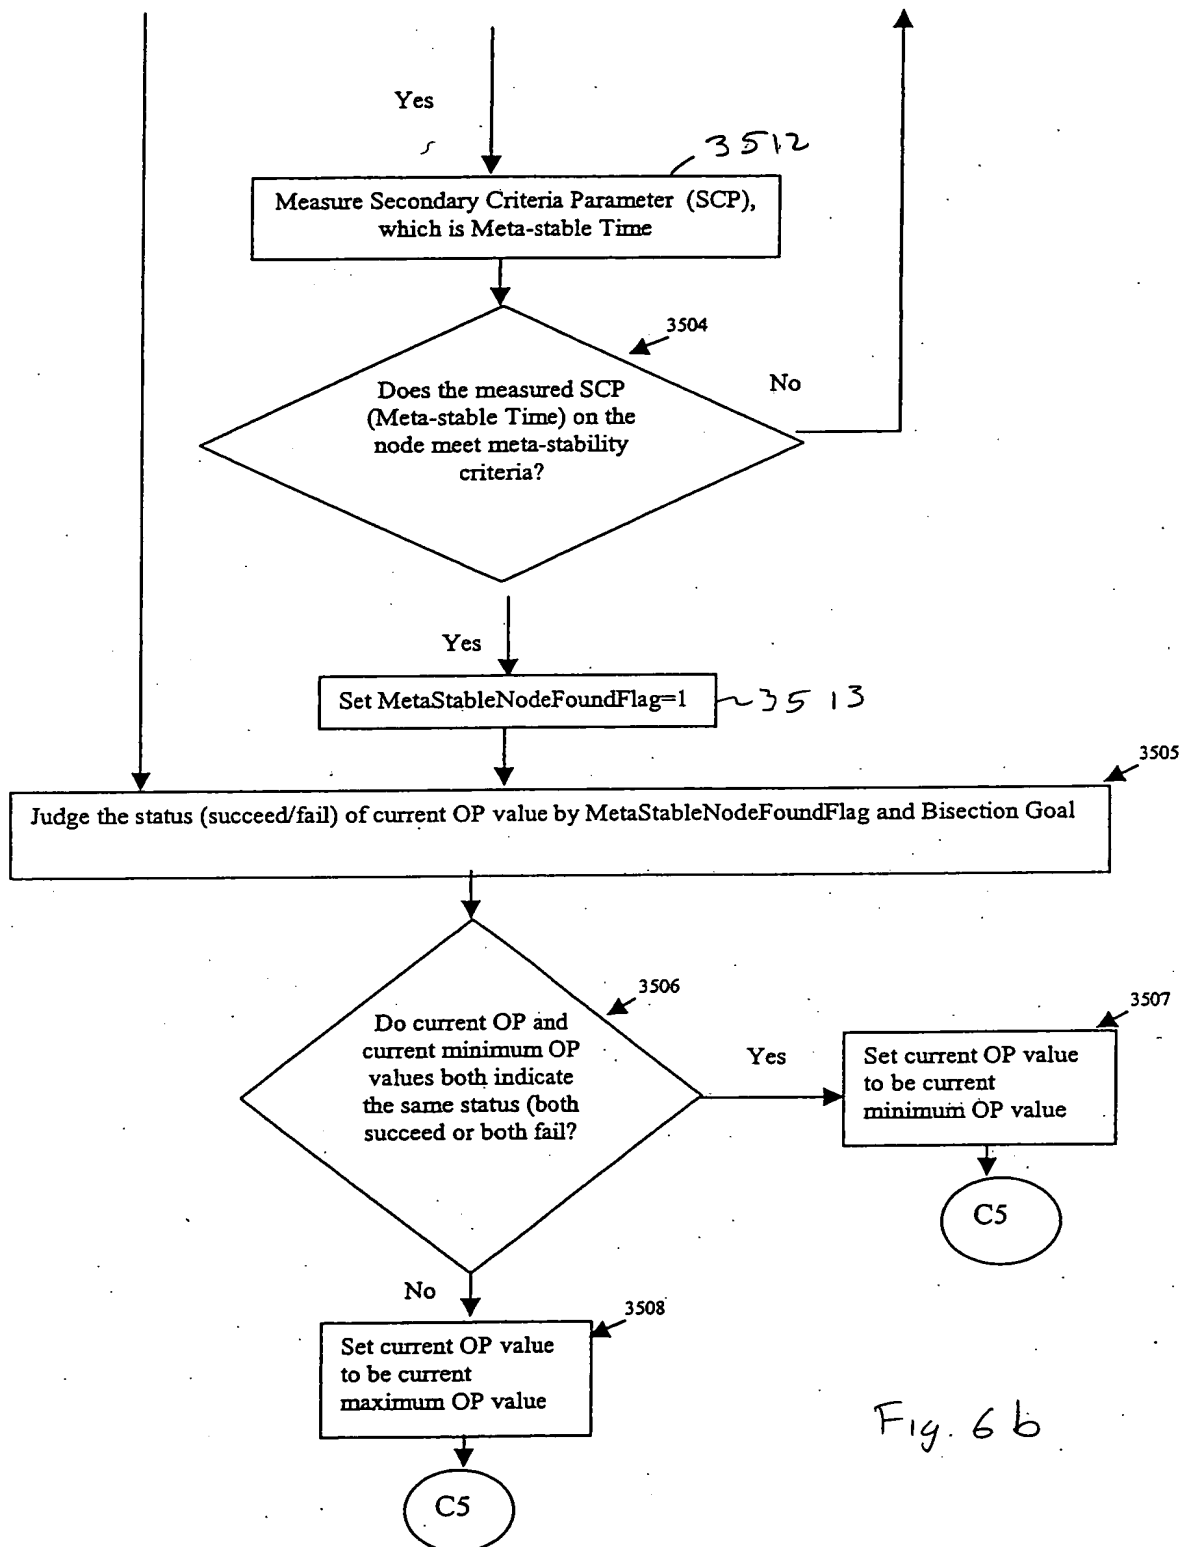 Yes
3512
Measure Secondary Criteria Parameter (SCP),
which is Meta-stable Time
3504
Does the measured SCP
(Meta-stable Time) on the
node meet meta-stability
criteria?
No
Yes
Set MetaStableNodeFoundFlag=1
3513
3505
Judge the status (succeed/fail) of current OP value by MetaStableNodeFoundFlag and Bisection Goal
3506
Do current OP and
current minimum OP
values both indicate
the same status (both
succeed or both fail?
Yes
3507
Set current OP value
to be current
minimum OP value
C5
No
3508
Set current OP value
to be current
maximum OP value
C5
Fig. 6b